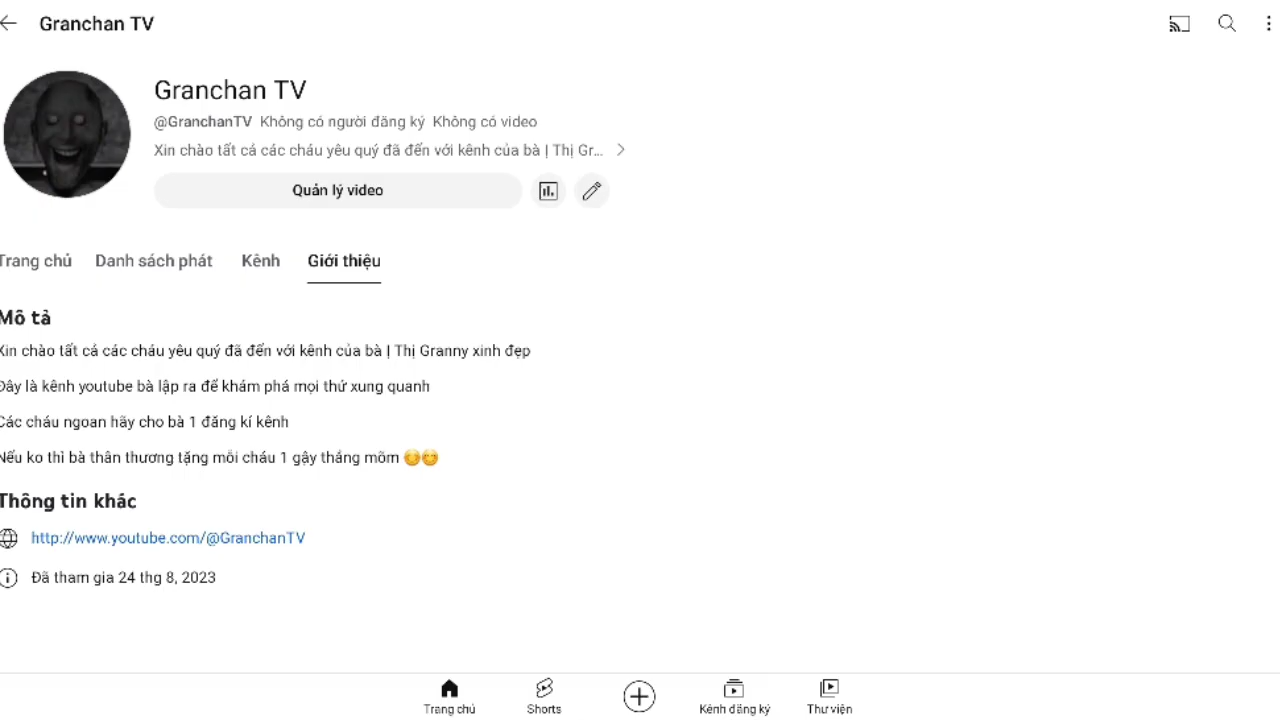 Granchan TV
Granchan TV
@GranchanTV Không có người đăng ký Không có video
Xin chào tất cả các cháu yêu quý đã đến với kênh của bà | Thị Gr...
Quản lý video
Trang chủ Danh sách phát Kênh Giới thiệu
Mô tả
Xin chào tất cả các cháu yêu quý đã đến với kênh của bà | Thị Granny xinh đẹp
Đây là kênh youtube bà lập ra để khám phá mọi thứ xung quanh
Các cháu ngoan hãy cho bà 1 đăng kí kênh
Nếu ko thì bà thân thương tặng mỗi cháu 1 gậy thẳng mõm 😊😊
Thông tin khác
http://www.youtube.com/@GranchanTV
Đã tham gia 24 thg 8, 2023
Trang chủ Shorts Kênh đăng ký Thư viện